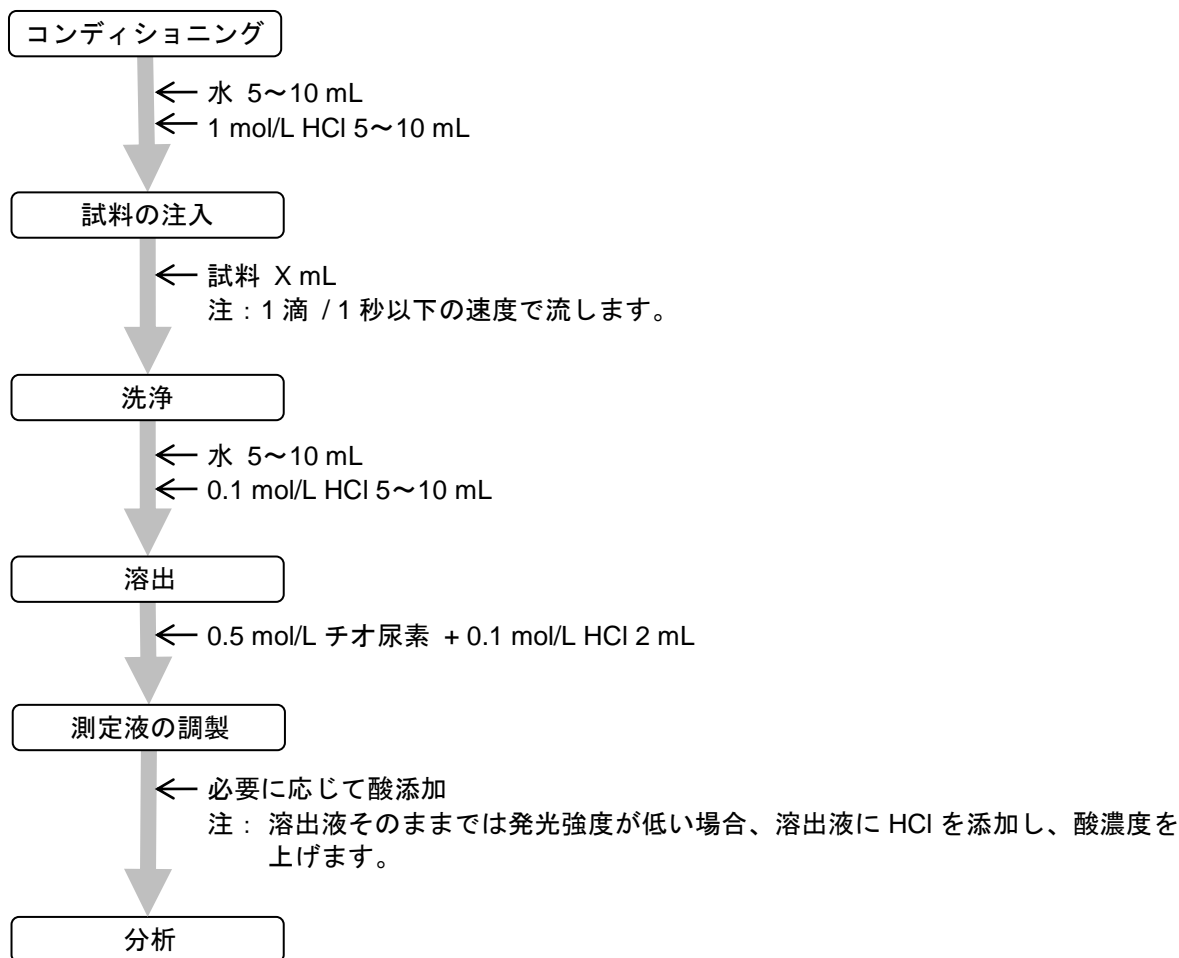 コンディショニング
水 5～10 mL
1 mol/L HCl 5～10 mL
試料の注入
試料 X mL
注：1 滴 / 1 秒以下の速度で流します。
洗浄
水 5～10 mL
0.1 mol/L HCl 5～10 mL
溶出
0.5 mol/L チオ尿素 + 0.1 mol/L HCl 2 mL
測定液の調製
必要に応じて酸添加
注： 溶出液そのままでは発光強度が低い場合、溶出液に HCl を添加し、酸濃度を
上げます。
分析